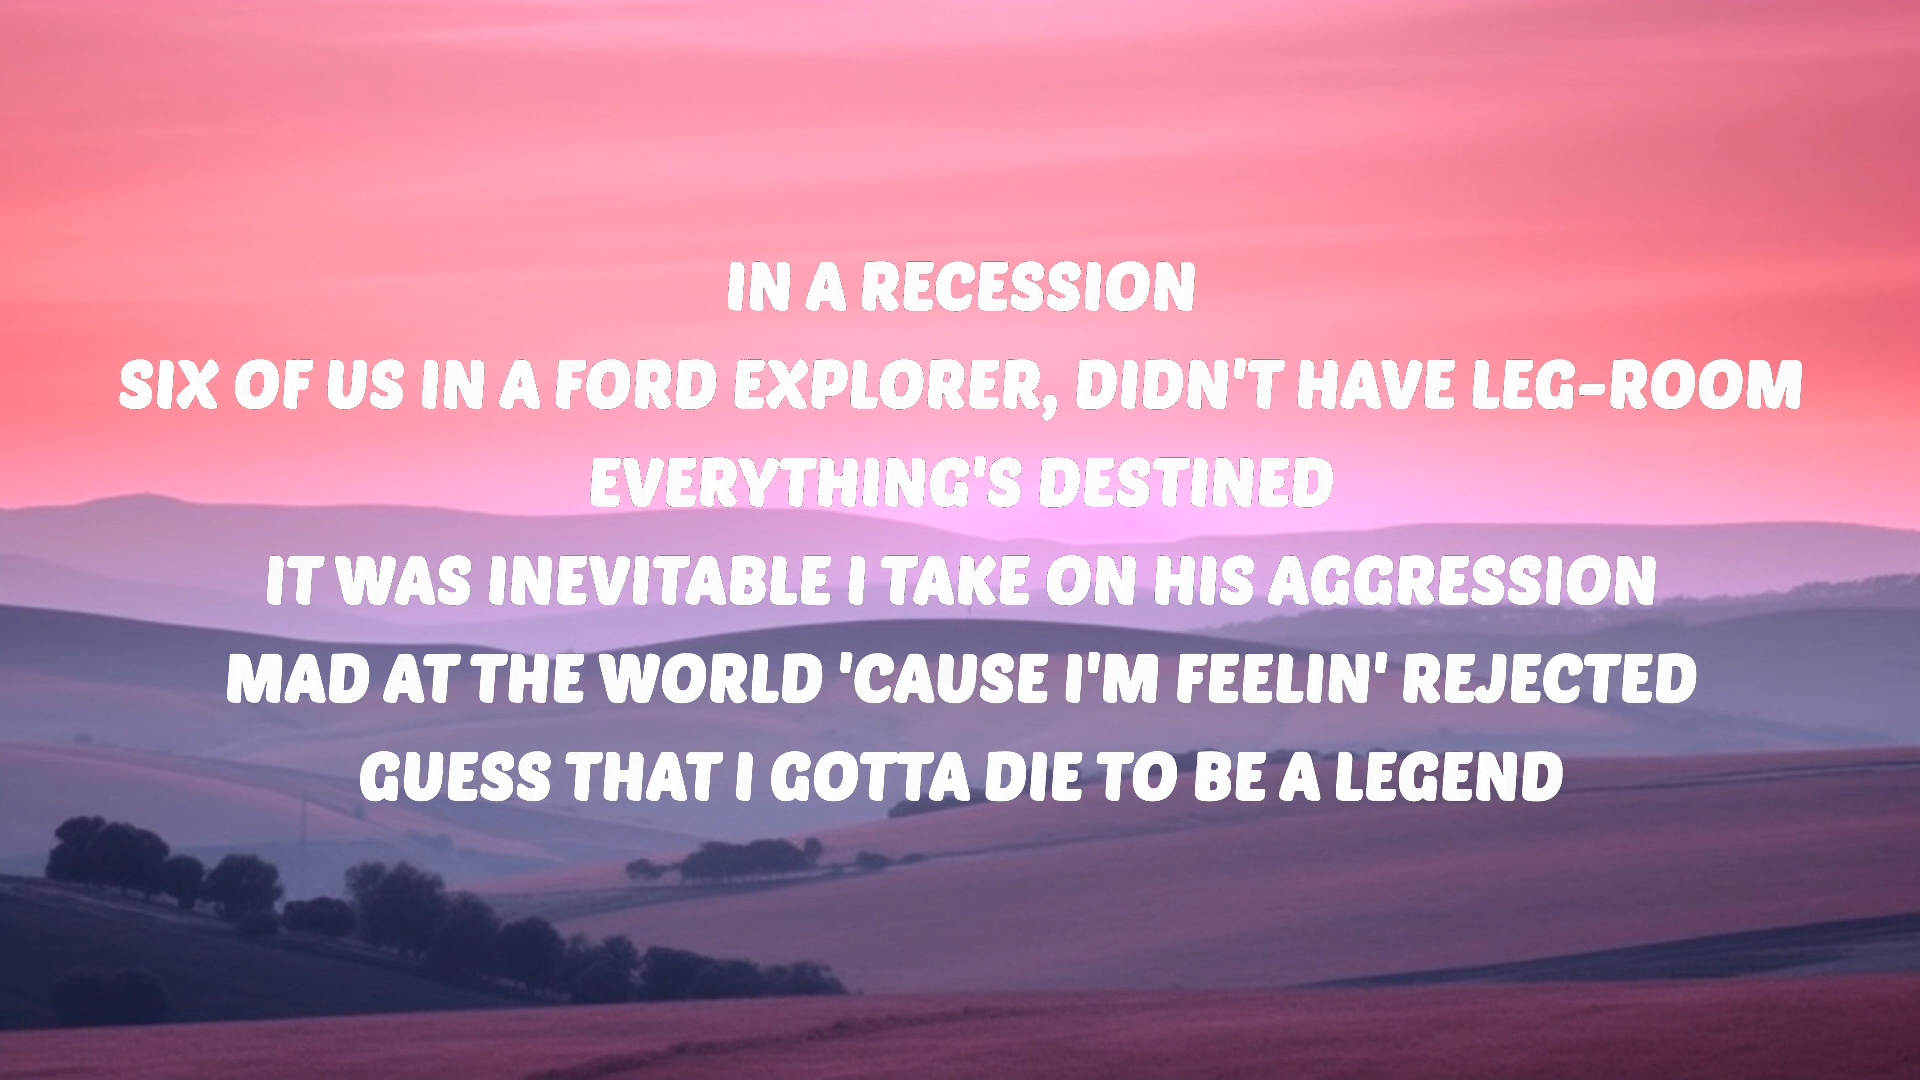 IN A RECESSION
SIX OF US IN A FORD EXPLORER, DIDN'T HAVE LEG-ROOM
EVERYTHING'S DESTINED
IT WAS INEVITABLE I TAKE ON HIS AGGRESSION
MAD AT THE WORLD 'CAUSE I'M FEELIN' REJECTED
GUESS THAT I GOTTA DIE TO BE A LEGEND